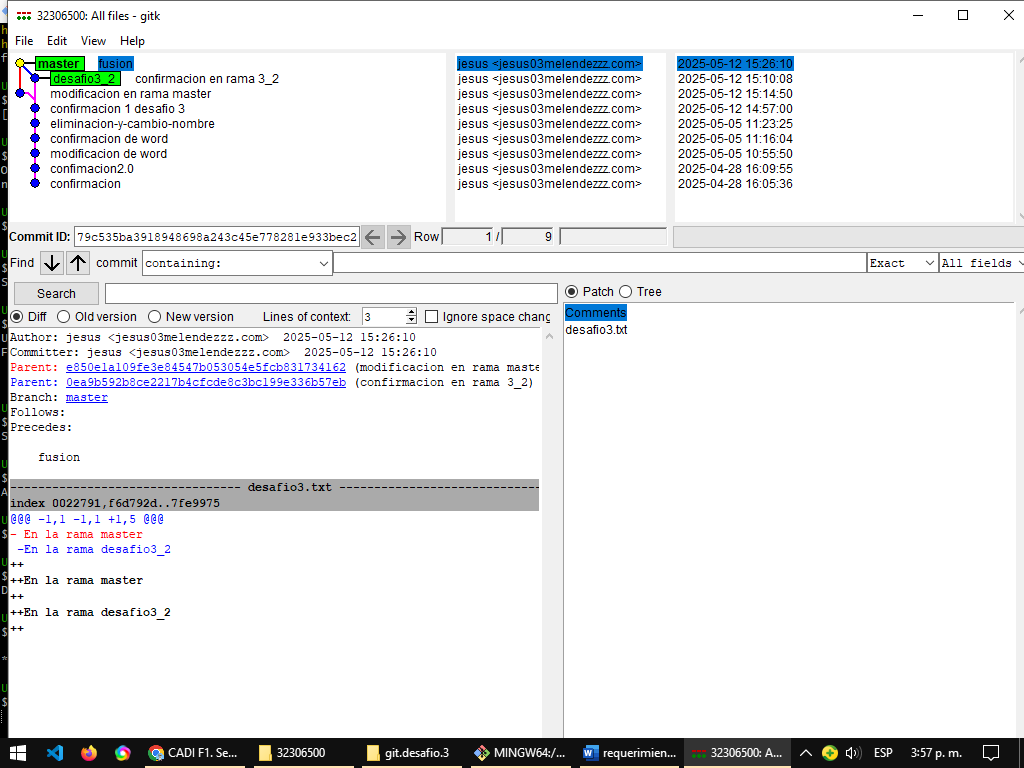 32306500: All files - gitk
File Edit View Help
master fusion jesus <jesus03melendezzz.com> 2025-05-12 15:26:10
desafio3_2 confirmacion en rama 3_2 jesus <jesus03melendezzz.com> 2025-05-12 15:10:08
modificacion en rama master jesus <jesus03melendezzz.com> 2025-05-12 15:14:50
confirmacion 1 desafio 3 jesus <jesus03melendezzz.com> 2025-05-12 14:57:00
eliminacion-y-cambio-nombre jesus <jesus03melendezzz.com> 2025-05-05 11:23:25
confirmacion de word jesus <jesus03melendezzz.com> 2025-05-05 11:16:04
modificacion de word jesus <jesus03melendezzz.com> 2025-05-05 10:55:50
confimacion2.0 jesus <jesus03melendezzz.com> 2025-04-28 16:09:55
confirmacion jesus <jesus03melendezzz.com> 2025-04-28 16:05:36
Commit ID: 79c535ba3918948698a243c45e778281e933bec2 Row 1 / 9
Find commit containing: Exact All fields
Search
Patch Tree
Diff Old version New version Lines of context: 3 Ignore space chang
Comments
desafio3.txt
Author: jesus <jesus03melendezzz.com> 2025-05-12 15:26:10
Committer: jesus <jesus03melendezzz.com> 2025-05-12 15:26:10
Parent: e850e1a109fe3e84547b053054e5fcb831734162 (modificacion en rama maste
Parent: 0ea9b592b8ce2217b4cfcde8c3bc199e336b57eb (confirmacion en rama 3_2)
Branch: master
Follows:
Precedes:
fusion
--------------------------------- desafio3.txt -----------------------------
index 0022791,f6d792d..7fe9975
@@@ -1,1 -1,1 +1,5 @@@
- En la rama master
-En la rama desafio3_2
++
++En la rama master
++
++En la rama desafio3_2
++
CADI F1. Se... 32306500 git.desafio.3 MINGW64:/... requerimien... 32306500: A... ESP 3:57 p. m.